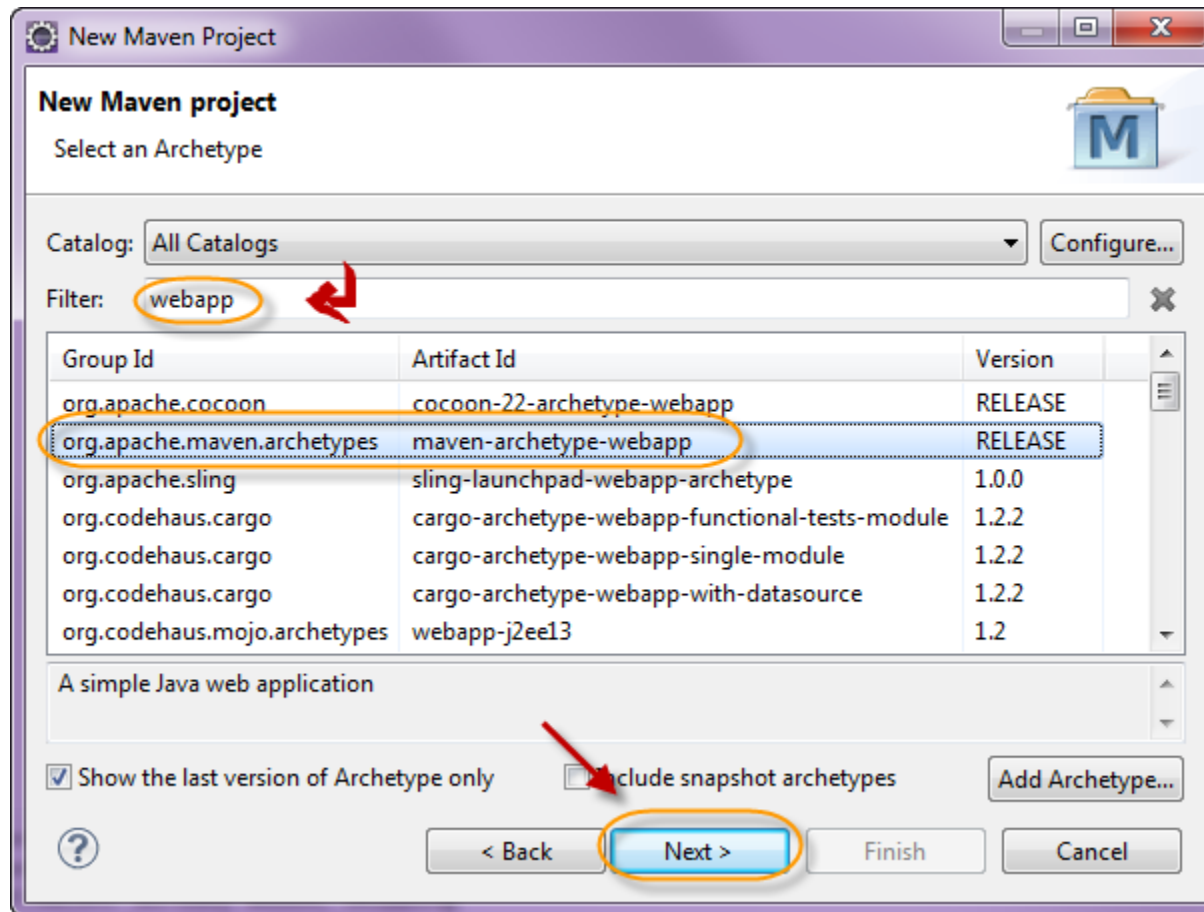 New Maven Project
New Maven project
Select an Archetype
M
Catalog: All Catalogs Configure...
Filter: webapp
Group Id Artifact Id Version
org.apache.cocoon cocoon-22-archetype-webapp RELEASE
org.apache.maven.archetypes maven-archetype-webapp RELEASE
org.apache.sling sling-launchpad-webapp-archetype 1.0.0
org.codehaus.cargo cargo-archetype-webapp-functional-tests-module 1.2.2
org.codehaus.cargo cargo-archetype-webapp-single-module 1.2.2
org.codehaus.cargo cargo-archetype-webapp-with-datasource 1.2.2
org.codehaus.mojo.archetypes webapp-j2ee13 1.2
A simple Java web application
Show the last version of Archetype only Include snapshot archetypes Add Archetype...
? < Back Next > Finish Cancel